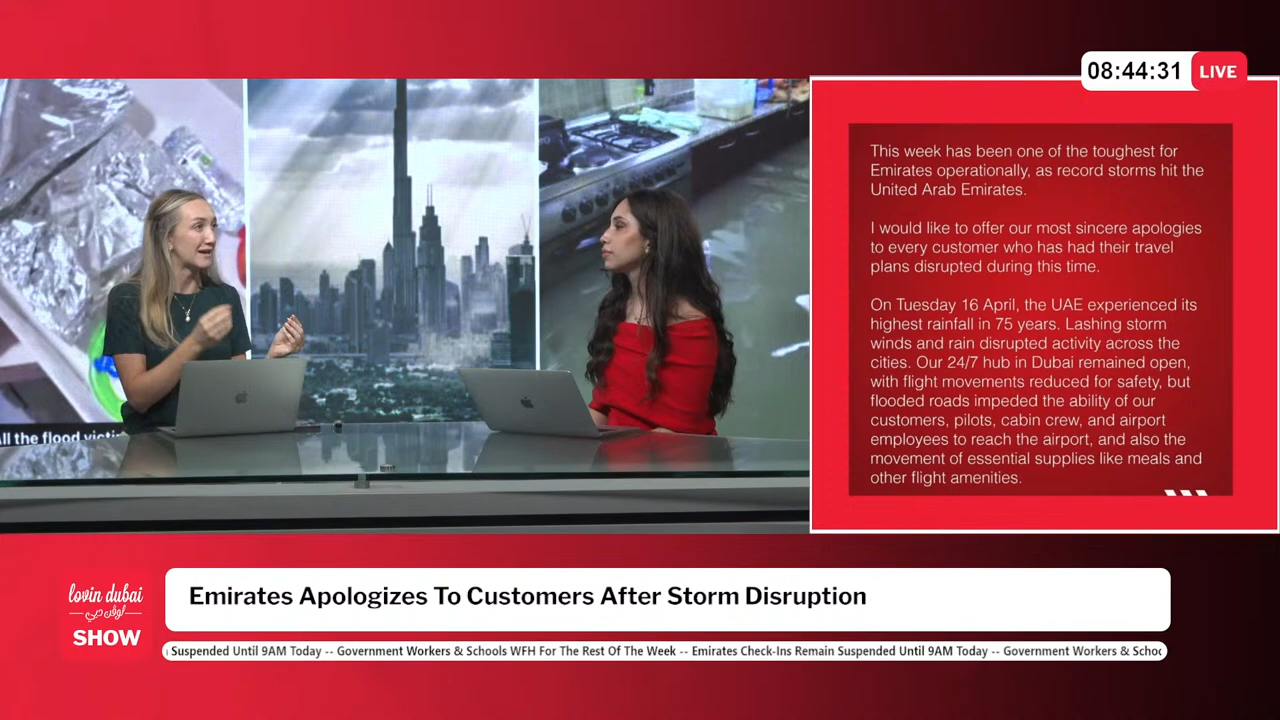 08:44:31
LIVE
This week has been one of the toughest for
Emirates operationally, as record storms hit the
United Arab Emirates.
I would like to offer our most sincere apologies
to every customer who has had their travel
plans disrupted during this time.
On Tuesday 16 April, the UAE experienced its
highest rainfall in 75 years. Lashing storm
winds and rain disrupted activity across the
cities. Our 24/7 hub in Dubai remained open,
with flight movements reduced for safety, but
flooded roads impeded the ability of our
customers, pilots, cabin crew, and airport
employees to reach the airport, and also the
movement of essential supplies like meals and
other flight amenities.
ll the flood
lovin dubai
لوڤن دبي
SHOW
Emirates Apologizes To Customers After Storm Disruption
Suspended Until 9AM Today -- Government Workers & Schools WFH For The Rest Of The Week -- Emirates Check-Ins Remain Suspended Until 9AM Today -- Government Workers & Schoo